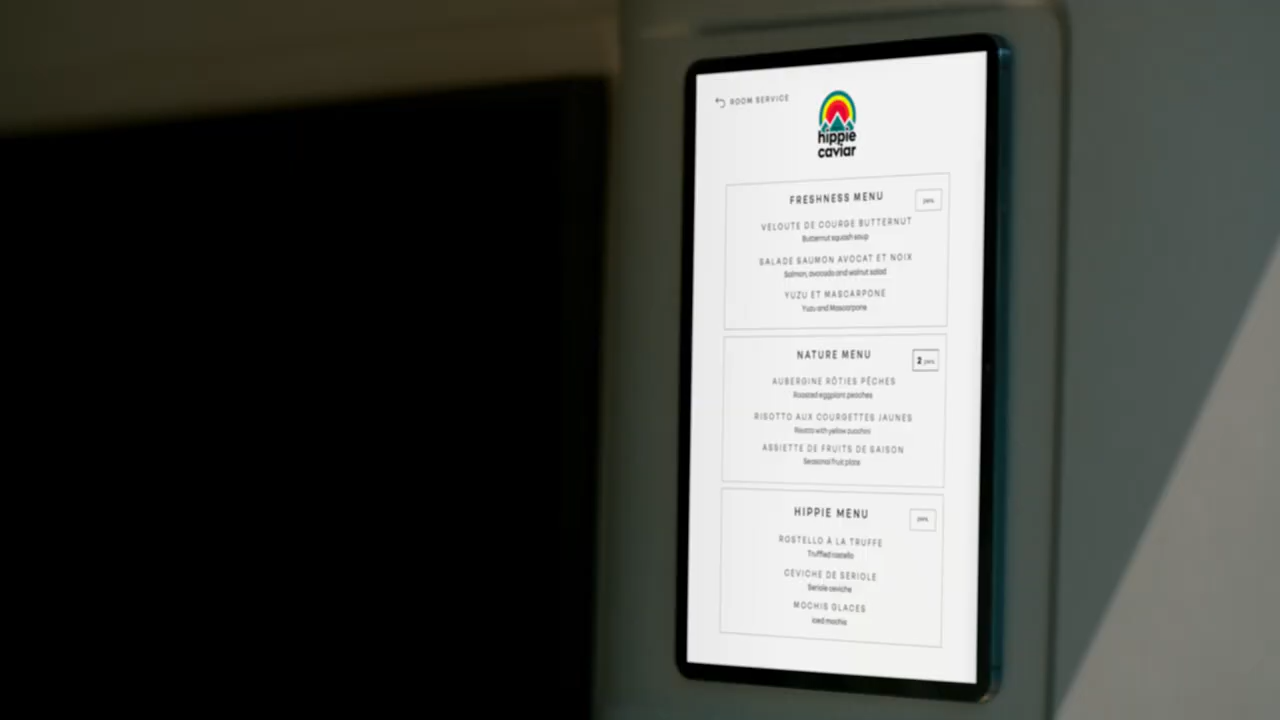 ROOM SERVICE
hippie
caviar
FRESHNESS MENU
pers.
VELOUTE DE COURGE BUTTERNUT
Butternut squash soup
SALADE SAUMON AVOCAT ET NOIX
Salmon, avocado and walnut salad
YUZU ET MASCARPONE
Yuzu and Mascarpone
NATURE MENU
2 pers.
AUBERGINE RÔTIES PÊCHES
Roasted eggplant peaches
RISOTTO AUX COURGETTES JAUNES
Risotto with yellow zucchini
ASSIETTE DE FRUITS DE SAISON
Seasonal fruit plate
HIPPIE MENU
pers.
ROSTELLO À LA TRUFFE
Truffled rostello
CEVICHE DE SERIOLE
Seriole ceviche
MOCHIS GLACES
Iced mochis